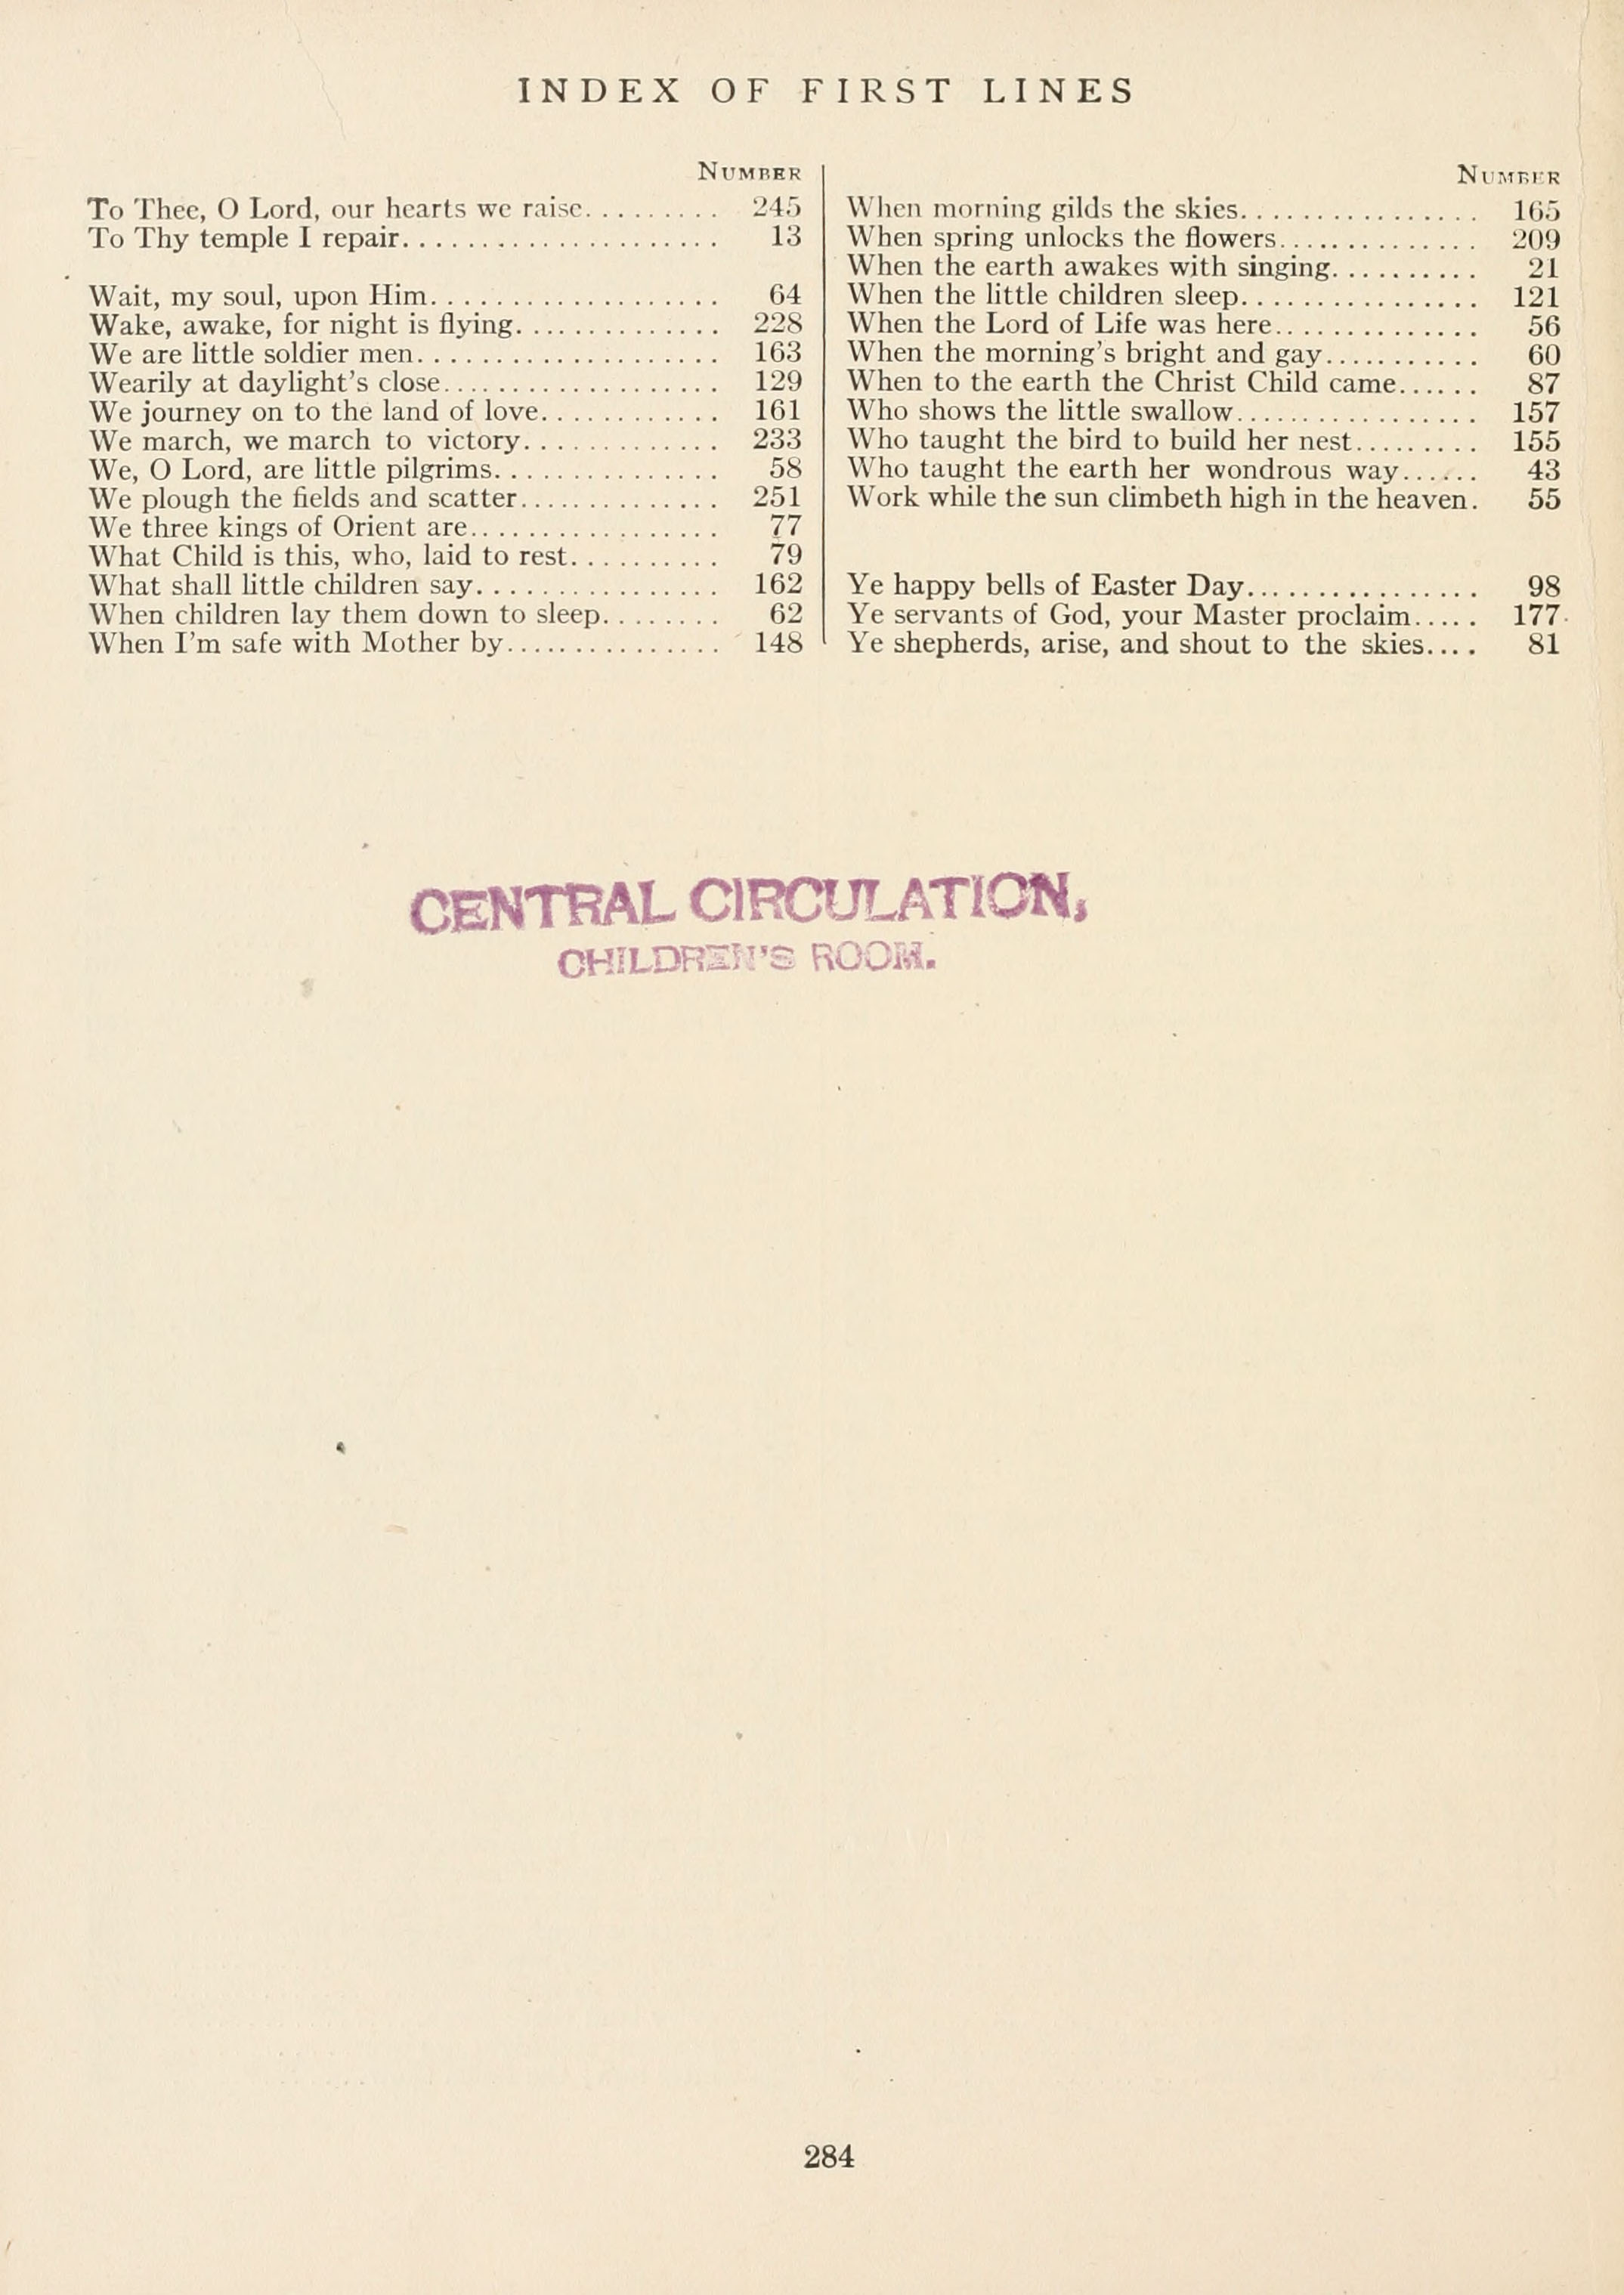 INDEX OF FIRST LINES
NUMBER
To Thee, O Lord, our hearts we raise.......... 245
To Thy temple I repair....................... 13
Wait, my soul, upon Him..................... 64
Wake, awake, for night is flying............... 228
We are little soldier men...................... 163
Wearily at daylight's close.................... 129
We journey on to the land of love............. 161
We march, we march to victory............... 233
We, O Lord, are little pilgrims................. 58
We plough the fields and scatter............... 251
We three kings of Orient are.................. 77
What Child is this, who, laid to rest........... 79
What shall little children say.................. 162
When children lay them down to sleep........ 62
When I'm safe with Mother by............... 148
NUMBER
When morning gilds the skies................. 165
When spring unlocks the flowers.............. 209
When the earth awakes with singing.......... 21
When the little children sleep................. 121
When the Lord of Life was here.............. 56
When the morning's bright and gay........... 60
When to the earth the Christ Child came...... 87
Who shows the little swallow.................. 157
Who taught the bird to build her nest......... 155
Who taught the earth her wondrous way...... 43
Work while the sun climbeth high in the heaven. 55
Ye happy bells of Easter Day................. 98
Ye servants of God, your Master proclaim..... 177
Ye shepherds, arise, and shout to the skies.... 81
CENTRAL CIRCULATION,
CHILDREN'S ROOM.
284